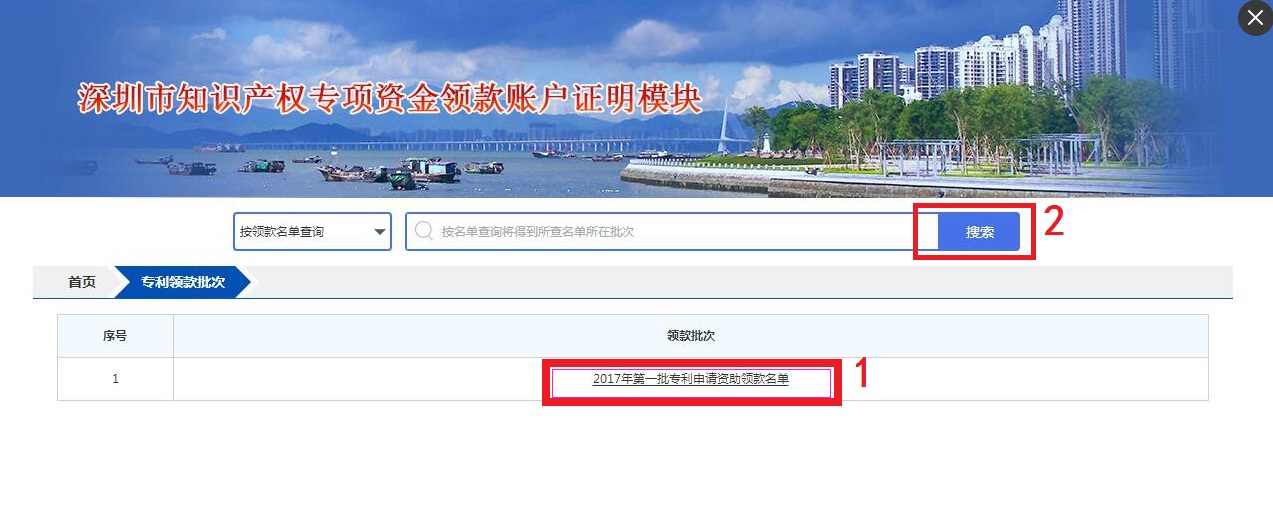 深圳市知识产权专项资金领款账户证明模块
按领款名单查询
按名单查询将得到所查名单所在批次
搜索
2
首页
专利领款批次
序号
领款批次
1
2017年第一批专利申请资助领款名单
1